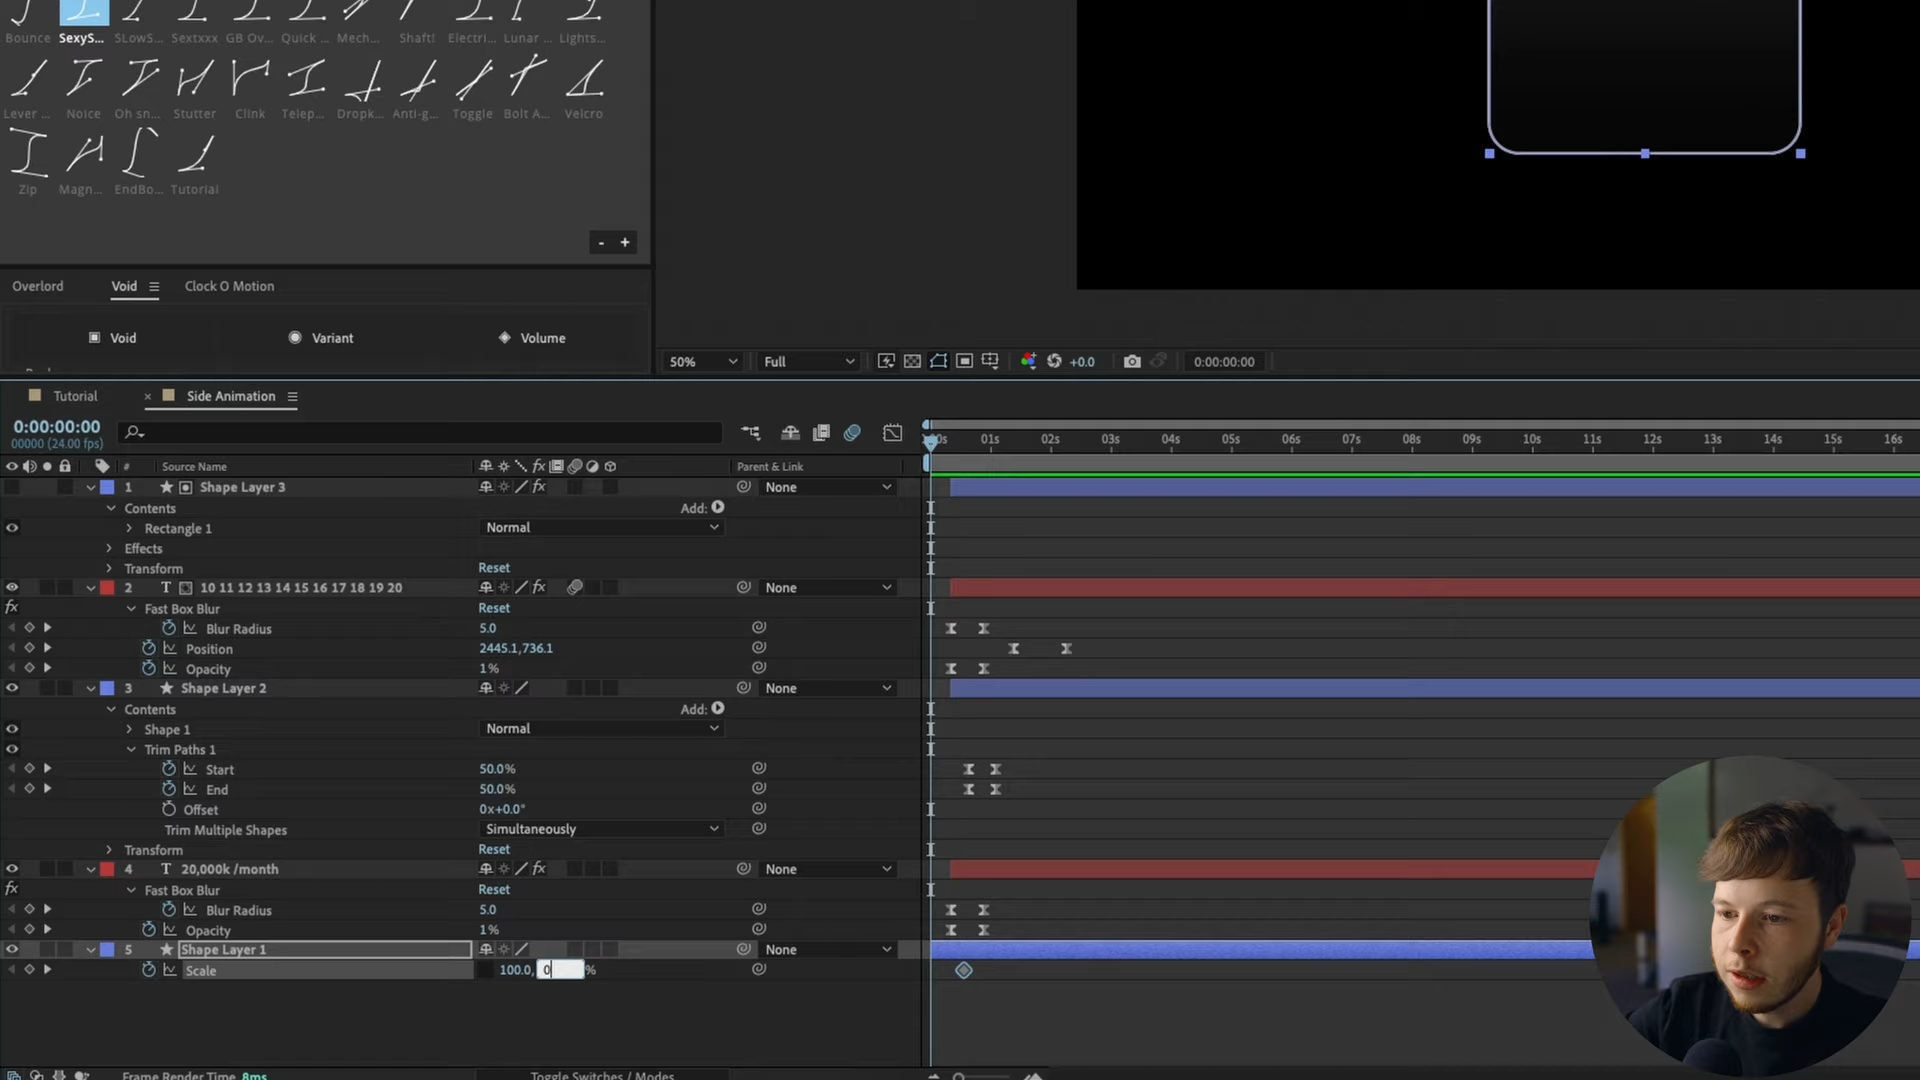 Bounce SexyS... SLowS... Sextxxx GB Ov... Quick ... Mech... Shaft! Electri... Lunar ... Lights...
Lever ... Noice Oh sn... Stutter Clink Telep... Dropk... Anti-g... Toggle Bolt A... Velcro
Zip Magn... EndBo... Tutorial
- +
Overlord Void Clock O Motion
Void Variant Volume
50% Full +0.0 0:00:00:00
Tutorial × Side Animation
0:00:00:00
00000 (24.00 fps)
01s 02s 03s 04s 05s 06s 07s 08s 09s 10s 11s 12s 13s 14s 15s 16s
# Source Name fx Parent & Link
1 Shape Layer 3 fx None
Contents Add:
Rectangle 1 Normal
Effects
Transform Reset
2 T 10 11 12 13 14 15 16 17 18 19 20 fx None
fx Fast Box Blur Reset
Blur Radius 5.0
Position 2445.1,736.1
Opacity 1%
3 Shape Layer 2 None
Contents Add:
Shape 1 Normal
Trim Paths 1
Start 50.0%
End 50.0%
Offset 0x+0.0°
Trim Multiple Shapes Simultaneously
Transform Reset
4 T 20,000k /month fx None
fx Fast Box Blur Reset
Blur Radius 5.0
Opacity 1%
5 Shape Layer 1 None
Scale 100.0, 0 %
Frame Render Time 8ms Toggle Switches / Modes